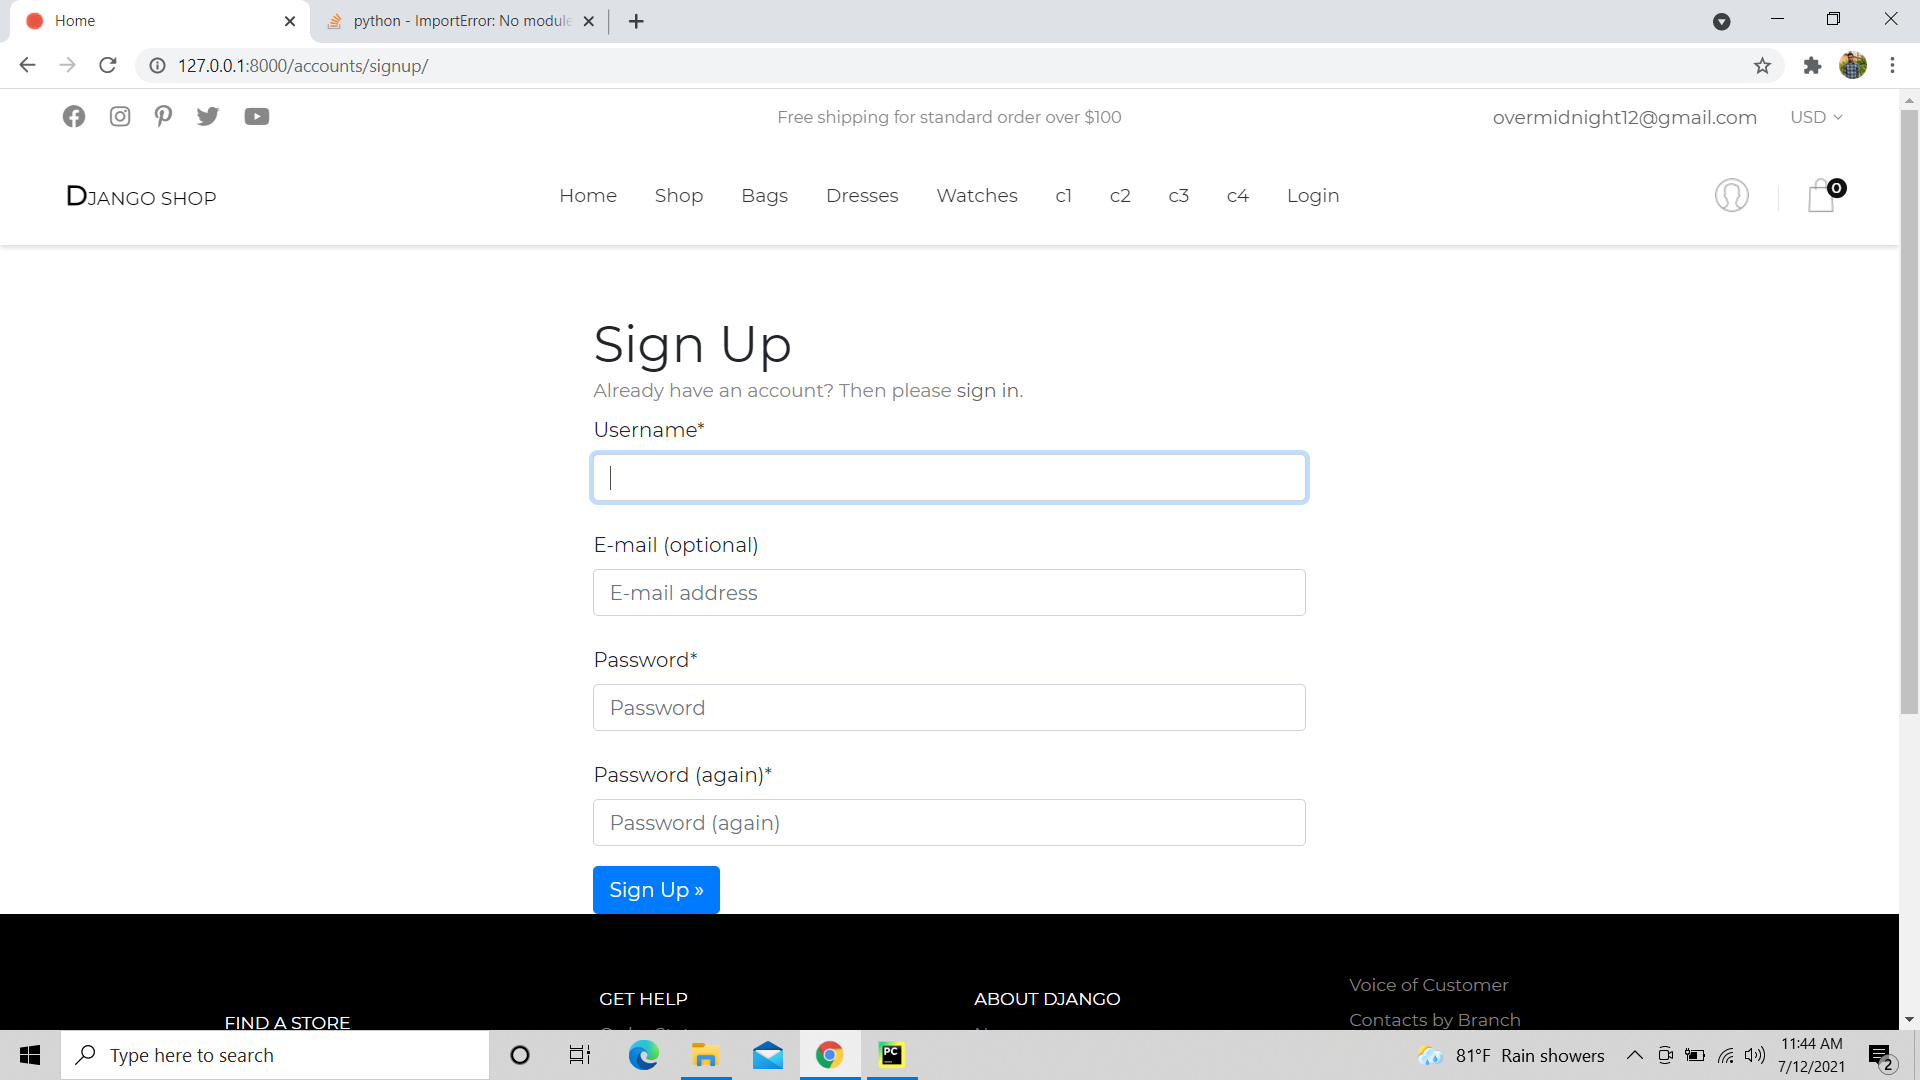 Home
python - ImportError: No module
127.0.0.1:8000/accounts/signup/
Free shipping for standard order over $100
overmidnight12@gmail.com
USD
DJANGO SHOP
Home Shop Bags Dresses Watches c1 c2 c3 c4 Login
0
Sign Up
Already have an account? Then please sign in.
Username*
E-mail (optional)
E-mail address
Password*
Password
Password (again)*
Password (again)
Sign Up »
FIND A STORE
GET HELP
ABOUT DJANGO
Voice of Customer
Contacts by Branch
Type here to search
PC
81°F Rain showers
11:44 AM
7/12/2021
2